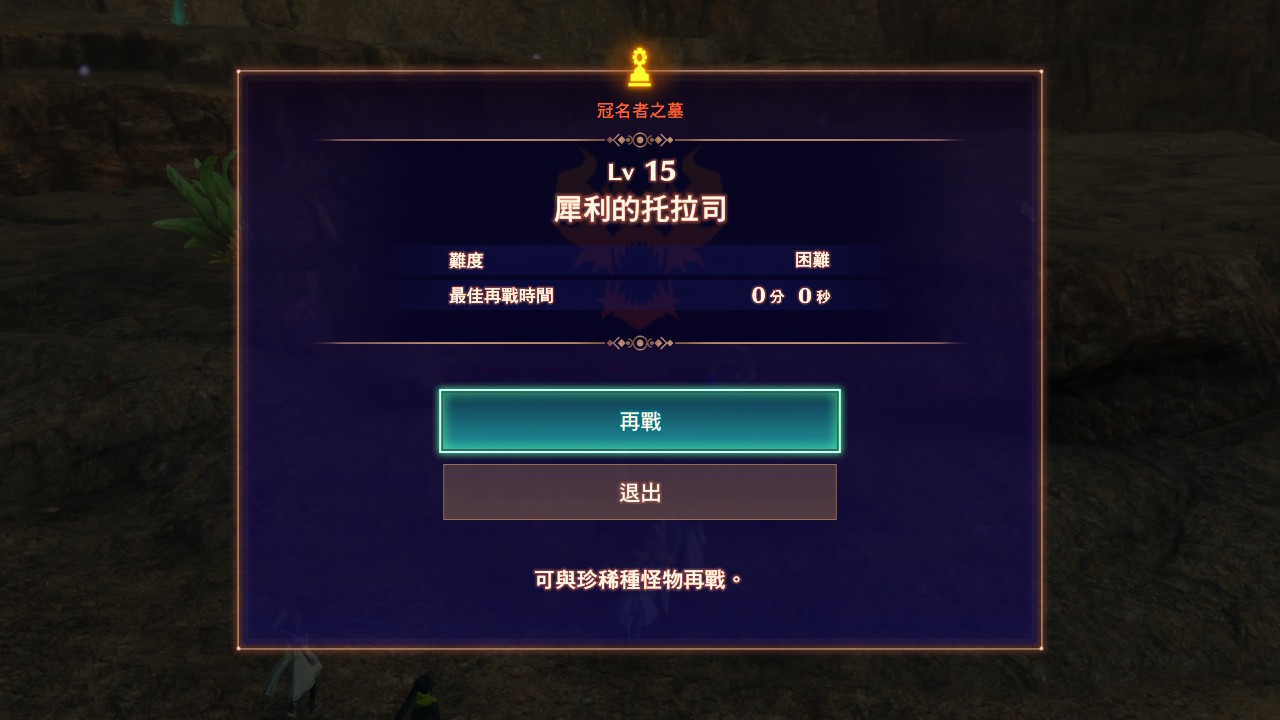 冠名者之墓
Lv 15
犀利的托拉司
難度 困難
最佳再戰時間 0分 0秒
再戰
退出
可與珍稀種怪物再戰。